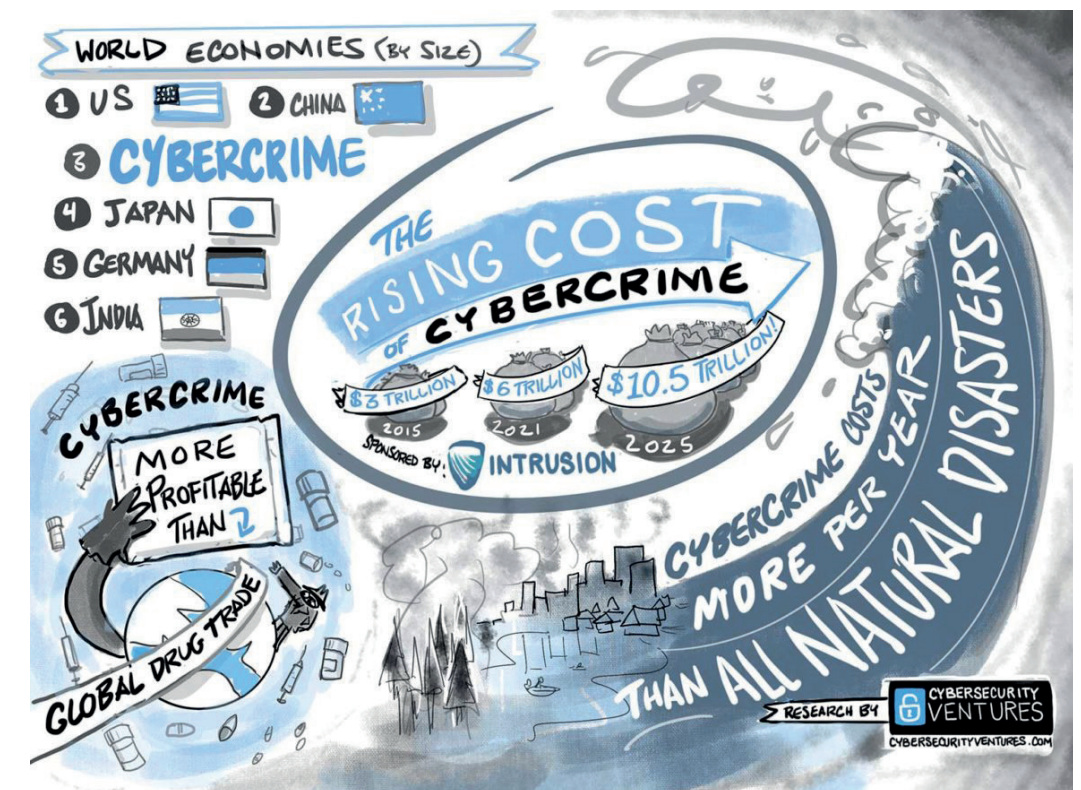 WORLD ECONOMIES (BY SIZE)
1 US 2 CHINA
3 CYBERCRIME
4 JAPAN
5 GERMANY
6 INDIA
THE
RISING COST
OF CYBERCRIME
$3 TRILLION
2015
$6 TRILLION
2021
$10.5 TRILLION!
2025
SPONSORED BY: INTRUSION
CYBERCRIME
MORE
PROFITABLE
THAN
GLOBAL DRUG TRADE
CYBERCRIME COSTS
MORE PER YEAR
THAN ALL NATURAL DISASTERS
RESEARCH BY
CYBERSECURITY
VENTURES
CYBERSECURITYVENTURES.COM